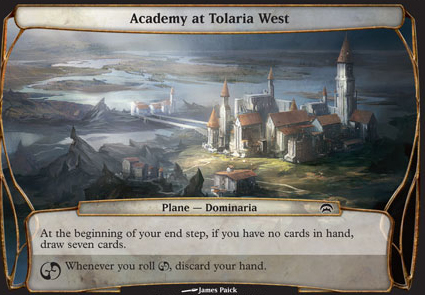 Academy at Tolaria West
Plane — Dominaria
At the beginning of your end step, if you have no cards in hand,
draw seven cards.
Whenever you roll , discard your hand.
James Paick